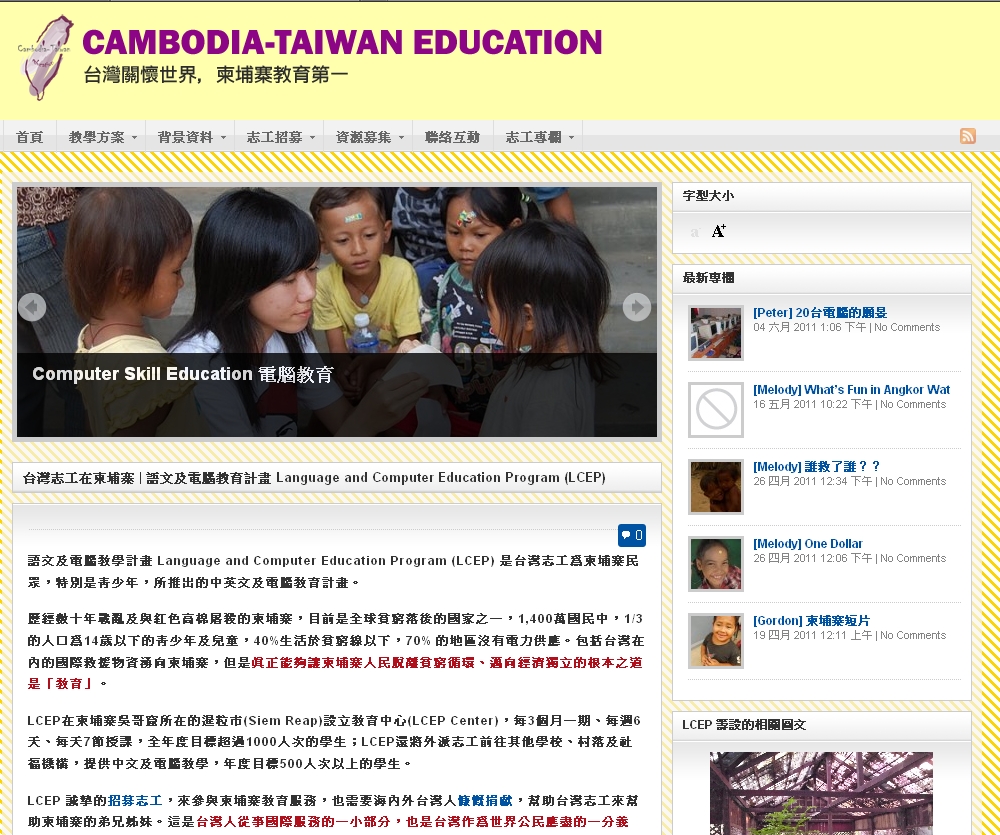 CAMBODIA-TAIWAN EDUCATION
台灣關懷世界，柬埔寨教育第一
首頁 教學方案 背景資料 志工招募 資源募集 聯絡互動 志工專欄
Computer Skill Education 電腦教育
台灣志工在柬埔寨 | 語文及電腦教育計畫 Language and Computer Education Program (LCEP)
0
語文及電腦教學計畫 Language and Computer Education Program (LCEP) 是台灣志工為柬埔寨民
眾，特別是青少年，所推出的中英文及電腦教育計畫。
歷經數十年戰亂及與紅色高棉屠殺的柬埔寨，目前是全球貧窮落後的國家之一，1,400萬國民中，1/3
的人口為14歲以下的青少年及兒童，40%生活於貧窮線以下，70% 的地區沒有電力供應。包括台灣在
內的國際救援物資湧向柬埔寨，但是真正能夠讓柬埔寨人民脫離貧窮循環、邁向經濟獨立的根本之道
是「教育」。
LCEP在柬埔寨吳哥窟所在的暹粒市(Siem Reap)設立教育中心(LCEP Center)，每3個月一期、每週6
天、每天7節授課，全年度目標超過1000人次的學生；LCEP還將外派志工前往其他學校、村落及社
福機構，提供中文及電腦教學，年度目標500人次以上的學生。
LCEP 誠摯的招募志工，來參與柬埔寨教育服務，也需要海內外台灣人慷慨捐獻，幫助台灣志工來幫
助柬埔寨的弟兄姊妹。這是台灣人從事國際服務的一小部分，也是台灣作為世界公民應盡的一分義
字型大小
a A+
最新專欄
[Peter] 20台電腦的願景
04 六月 2011 1:06 下午 | No Comments
[Melody] What's Fun in Angkor Wat
16 五月 2011 10:22 下午 | No Comments
[Melody] 誰救了誰？？
26 四月 2011 12:34 下午 | No Comments
[Melody] One Dollar
26 四月 2011 12:06 下午 | No Comments
[Gordon] 柬埔寨短片
19 四月 2011 12:11 上午 | No Comments
LCEP 籌設的相關圖文